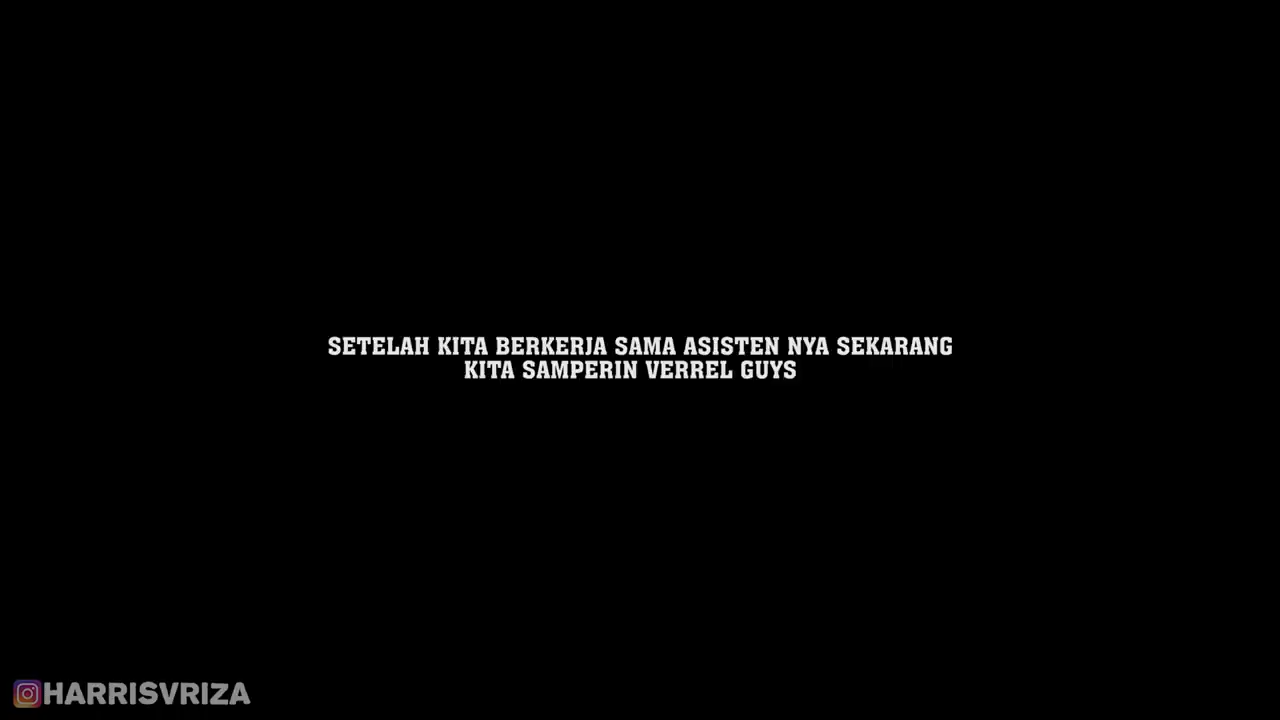 SETELAH KITA BERKERJA SAMA ASISTEN NYA SEKARANG
KITA SAMPERIN VERREL GUYS
HARRISVRIZA